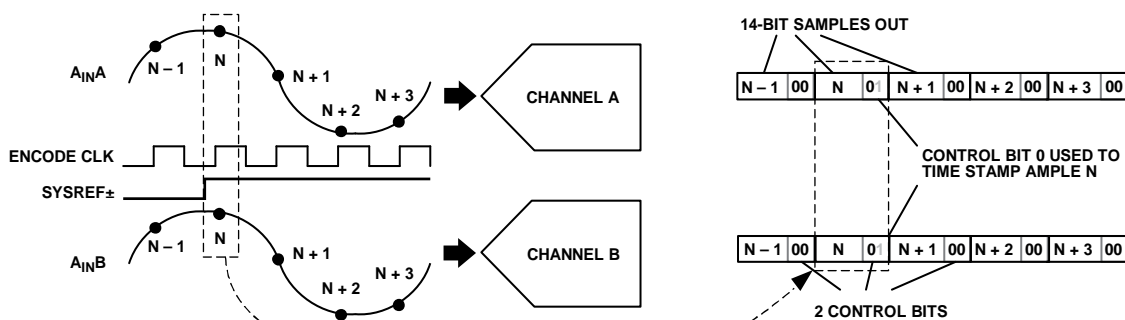 14-BIT SAMPLES OUT
AINA
N – 1
N
N + 1
N + 2
N + 3
CHANNEL A
N – 1 00 N 01 N + 1 00 N + 2 00 N + 3 00
ENCODE CLK
SYSREF±
CONTROL BIT 0 USED TO
TIME STAMP AMPLE N
AINB
N – 1
N
N + 1
N + 2
N + 3
CHANNEL B
N – 1 00 N 01 N + 1 00 N + 2 00 N + 3 00
2 CONTROL BITS